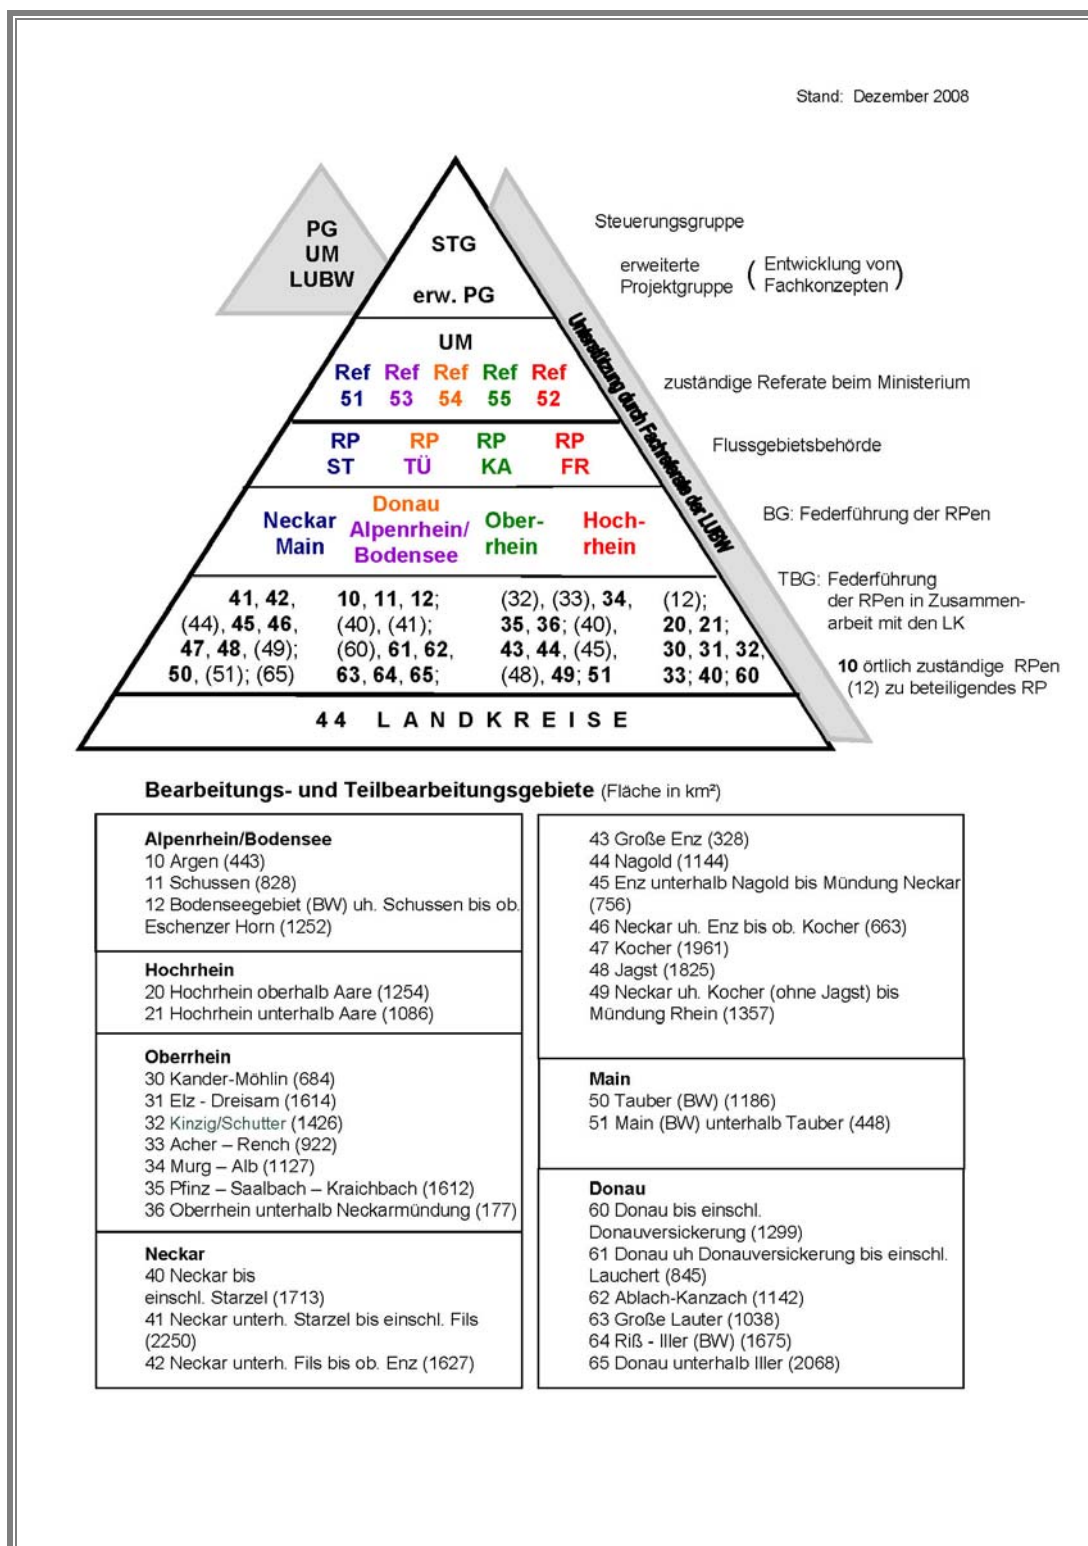 Stand: Dezember 2008
PG
UM
LUBW
STG
erw. PG
Steuerungsgruppe
erweiterte
Projektgruppe
( Entwicklung von
Fachkonzepten )
Unterstützung durch Fachreferate der LUBW
UM
Ref Ref Ref Ref Ref
51 53 54 55 52
zuständige Referate beim Ministerium
RP RP RP RP
ST TÜ KA FR
Flussgebietsbehörde
Neckar
Main
Donau
Alpenrhein/
Bodensee
Ober-
rhein
Hoch-
rhein
BG: Federführung der RPen
41, 42,
(44), 45, 46,
47, 48, (49);
50, (51); (65)
10, 11, 12;
(40), (41);
(60), 61, 62,
63, 64, 65;
(32), (33), 34,
35, 36; (40),
43, 44, (45),
(48), 49; 51
(12);
20, 21;
30, 31, 32,
33; 40; 60
TBG: Federführung
der RPen in Zusammen-
arbeit mit den LK
10 örtlich zuständige RPen
(12) zu beteiligendes RP
44 LANDKREISE
Bearbeitungs- und Teilbearbeitungsgebiete (Fläche in km²)
Alpenrhein/Bodensee
10 Argen (443)
11 Schussen (828)
12 Bodenseegebiet (BW) uh. Schussen bis ob.
Eschenzer Horn (1252)
Hochrhein
20 Hochrhein oberhalb Aare (1254)
21 Hochrhein unterhalb Aare (1086)
Oberrhein
30 Kander-Möhlin (684)
31 Elz - Dreisam (1614)
32 Kinzig/Schutter (1426)
33 Acher – Rench (922)
34 Murg – Alb (1127)
35 Pfinz – Saalbach – Kraichbach (1612)
36 Oberrhein unterhalb Neckarmündung (177)
Neckar
40 Neckar bis
einschl. Starzel (1713)
41 Neckar unterh. Starzel bis einschl. Fils
(2250)
42 Neckar unterh. Fils bis ob. Enz (1627)
43 Große Enz (328)
44 Nagold (1144)
45 Enz unterhalb Nagold bis Mündung Neckar
(756)
46 Neckar uh. Enz bis ob. Kocher (663)
47 Kocher (1961)
48 Jagst (1825)
49 Neckar uh. Kocher (ohne Jagst) bis
Mündung Rhein (1357)
Main
50 Tauber (BW) (1186)
51 Main (BW) unterhalb Tauber (448)
Donau
60 Donau bis einschl.
Donauversickerung (1299)
61 Donau uh Donauversickerung bis einschl.
Lauchert (845)
62 Ablach-Kanzach (1142)
63 Große Lauter (1038)
64 Riß - Iller (BW) (1675)
65 Donau unterhalb Iller (2068)